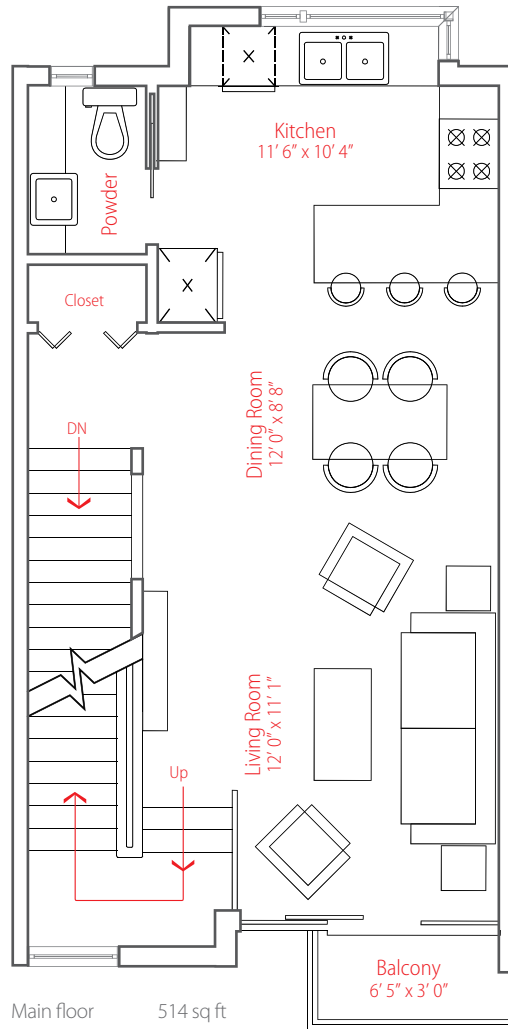 Kitchen
11' 6" x 10' 4"
Powder
Closet
DN
Dining Room
12' 0" x 8' 8"
Living Room
12' 0" x 11' 1"
Up
Balcony
6' 5" x 3' 0"
Main floor 514 sq ft